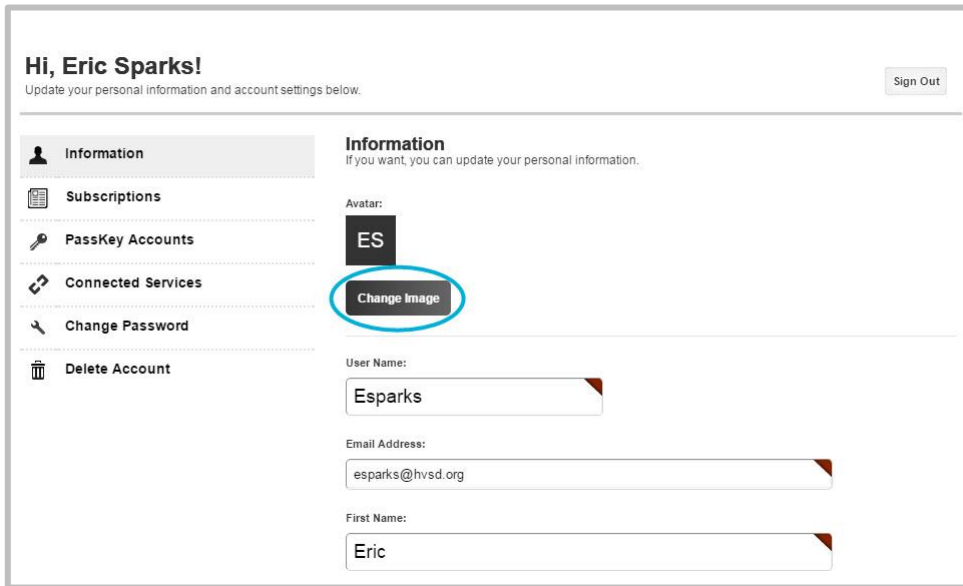 Hi, Eric Sparks!
Update your personal information and account settings below.
Sign Out
Information
Subscriptions
PassKey Accounts
Connected Services
Change Password
Delete Account
Information
If you want, you can update your personal information.
Avatar:
ES
Change Image
User Name:
Esparks
Email Address:
esparks@hvsd.org
First Name:
Eric